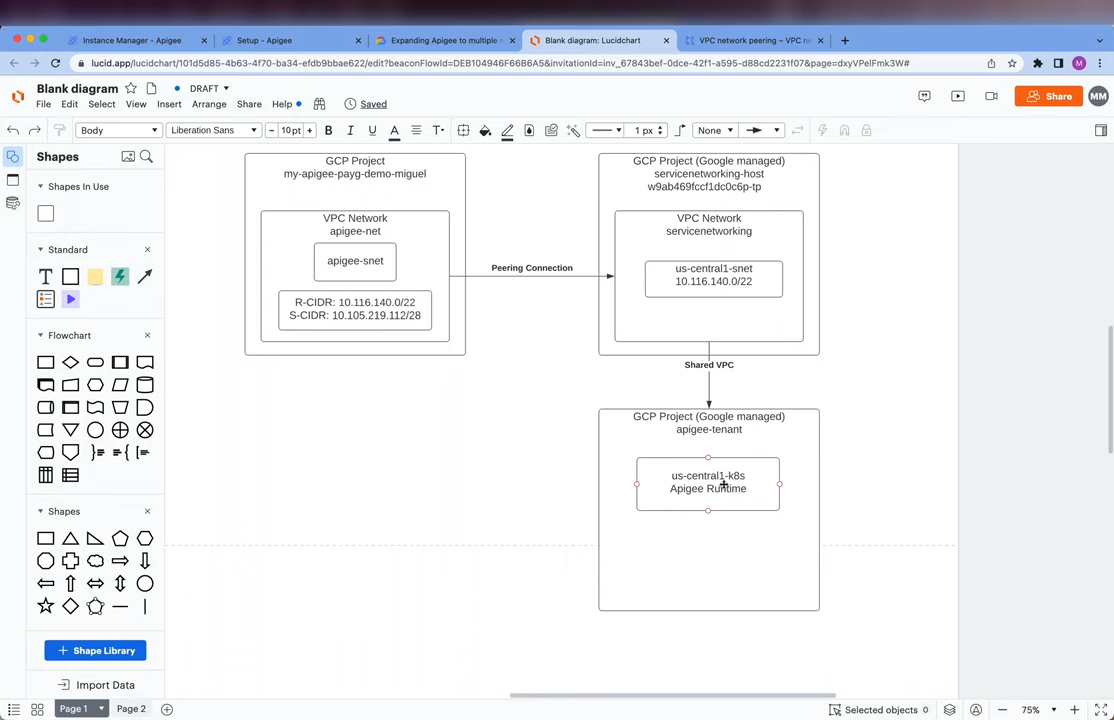 Instance Manager - Apigee
Setup - Apigee
Expanding Apigee to multiple
Blank diagram: Lucidchart
VPC network peering – VPC ne
lucid.app/lucidchart/101d5d85-4b63-4f70-ba34-efdb9bbae622/edit?beaconFlowId=DEB104946F66B6A5&invitationId=inv_67843bef-0dce-42f1-a595-d88cd2231f07&page=dxyVPelFmk3W#
M
Blank diagram
DRAFT
File Edit Select View Insert Arrange Share Help
Saved
Share
MM
Body
Liberation Sans
10 pt
B I U A T
1 px
None
Shapes
Shapes In Use
Standard
T
Flowchart
Shapes
Shape Library
Import Data
GCP Project
my-apigee-payg-demo-miguel
VPC Network
apigee-net
apigee-snet
R-CIDR: 10.116.140.0/22
S-CIDR: 10.105.219.112/28
Peering Connection
GCP Project (Google managed)
servicenetworking-host
w9ab469fccf1dc0c6p-tp
VPC Network
servicenetworking
us-central1-snet
10.116.140.0/22
Shared VPC
GCP Project (Google managed)
apigee-tenant
us-central1-k8s
Apigee Runtime
Page 1
Page 2
Selected objects 0
75%